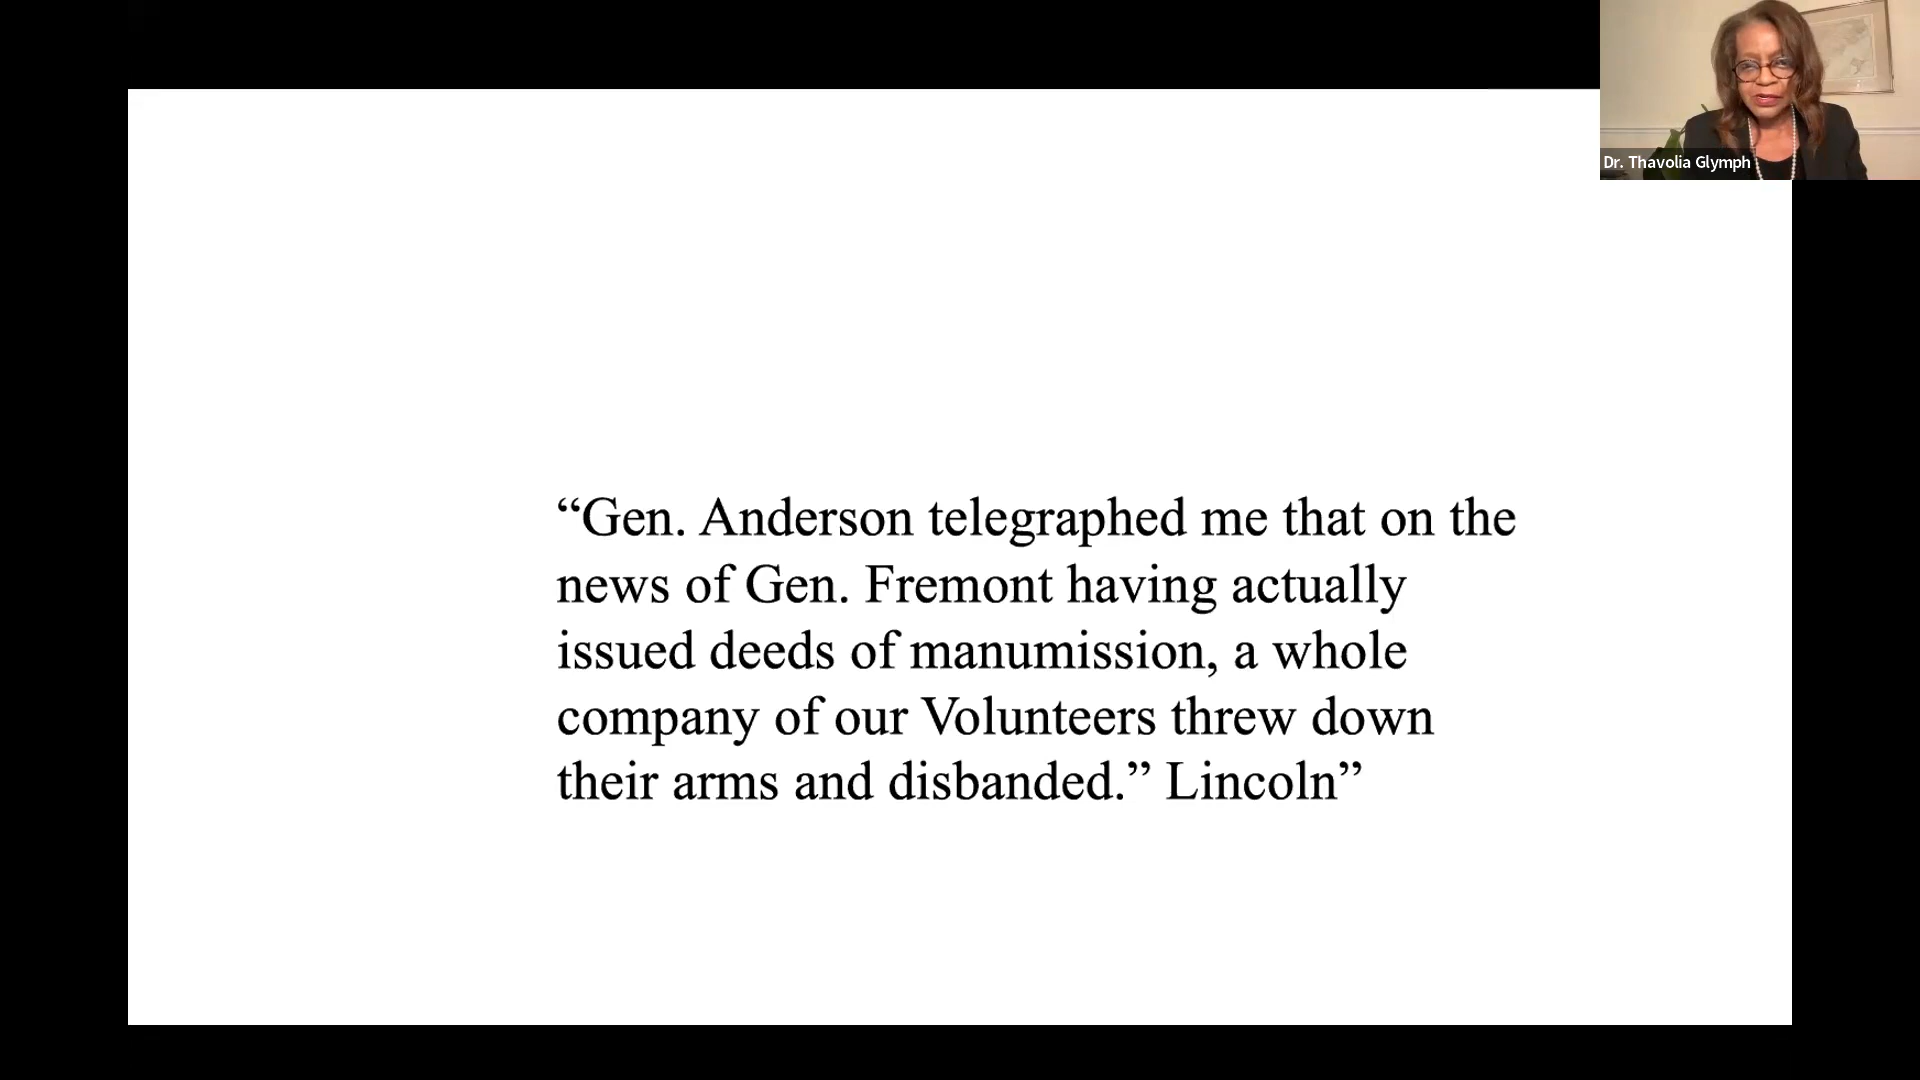 Dr. Thavolia Glymph
“Gen. Anderson telegraphed me that on the
news of Gen. Fremont having actually
issued deeds of manumission, a whole
company of our Volunteers threw down
their arms and disbanded.” Lincoln”